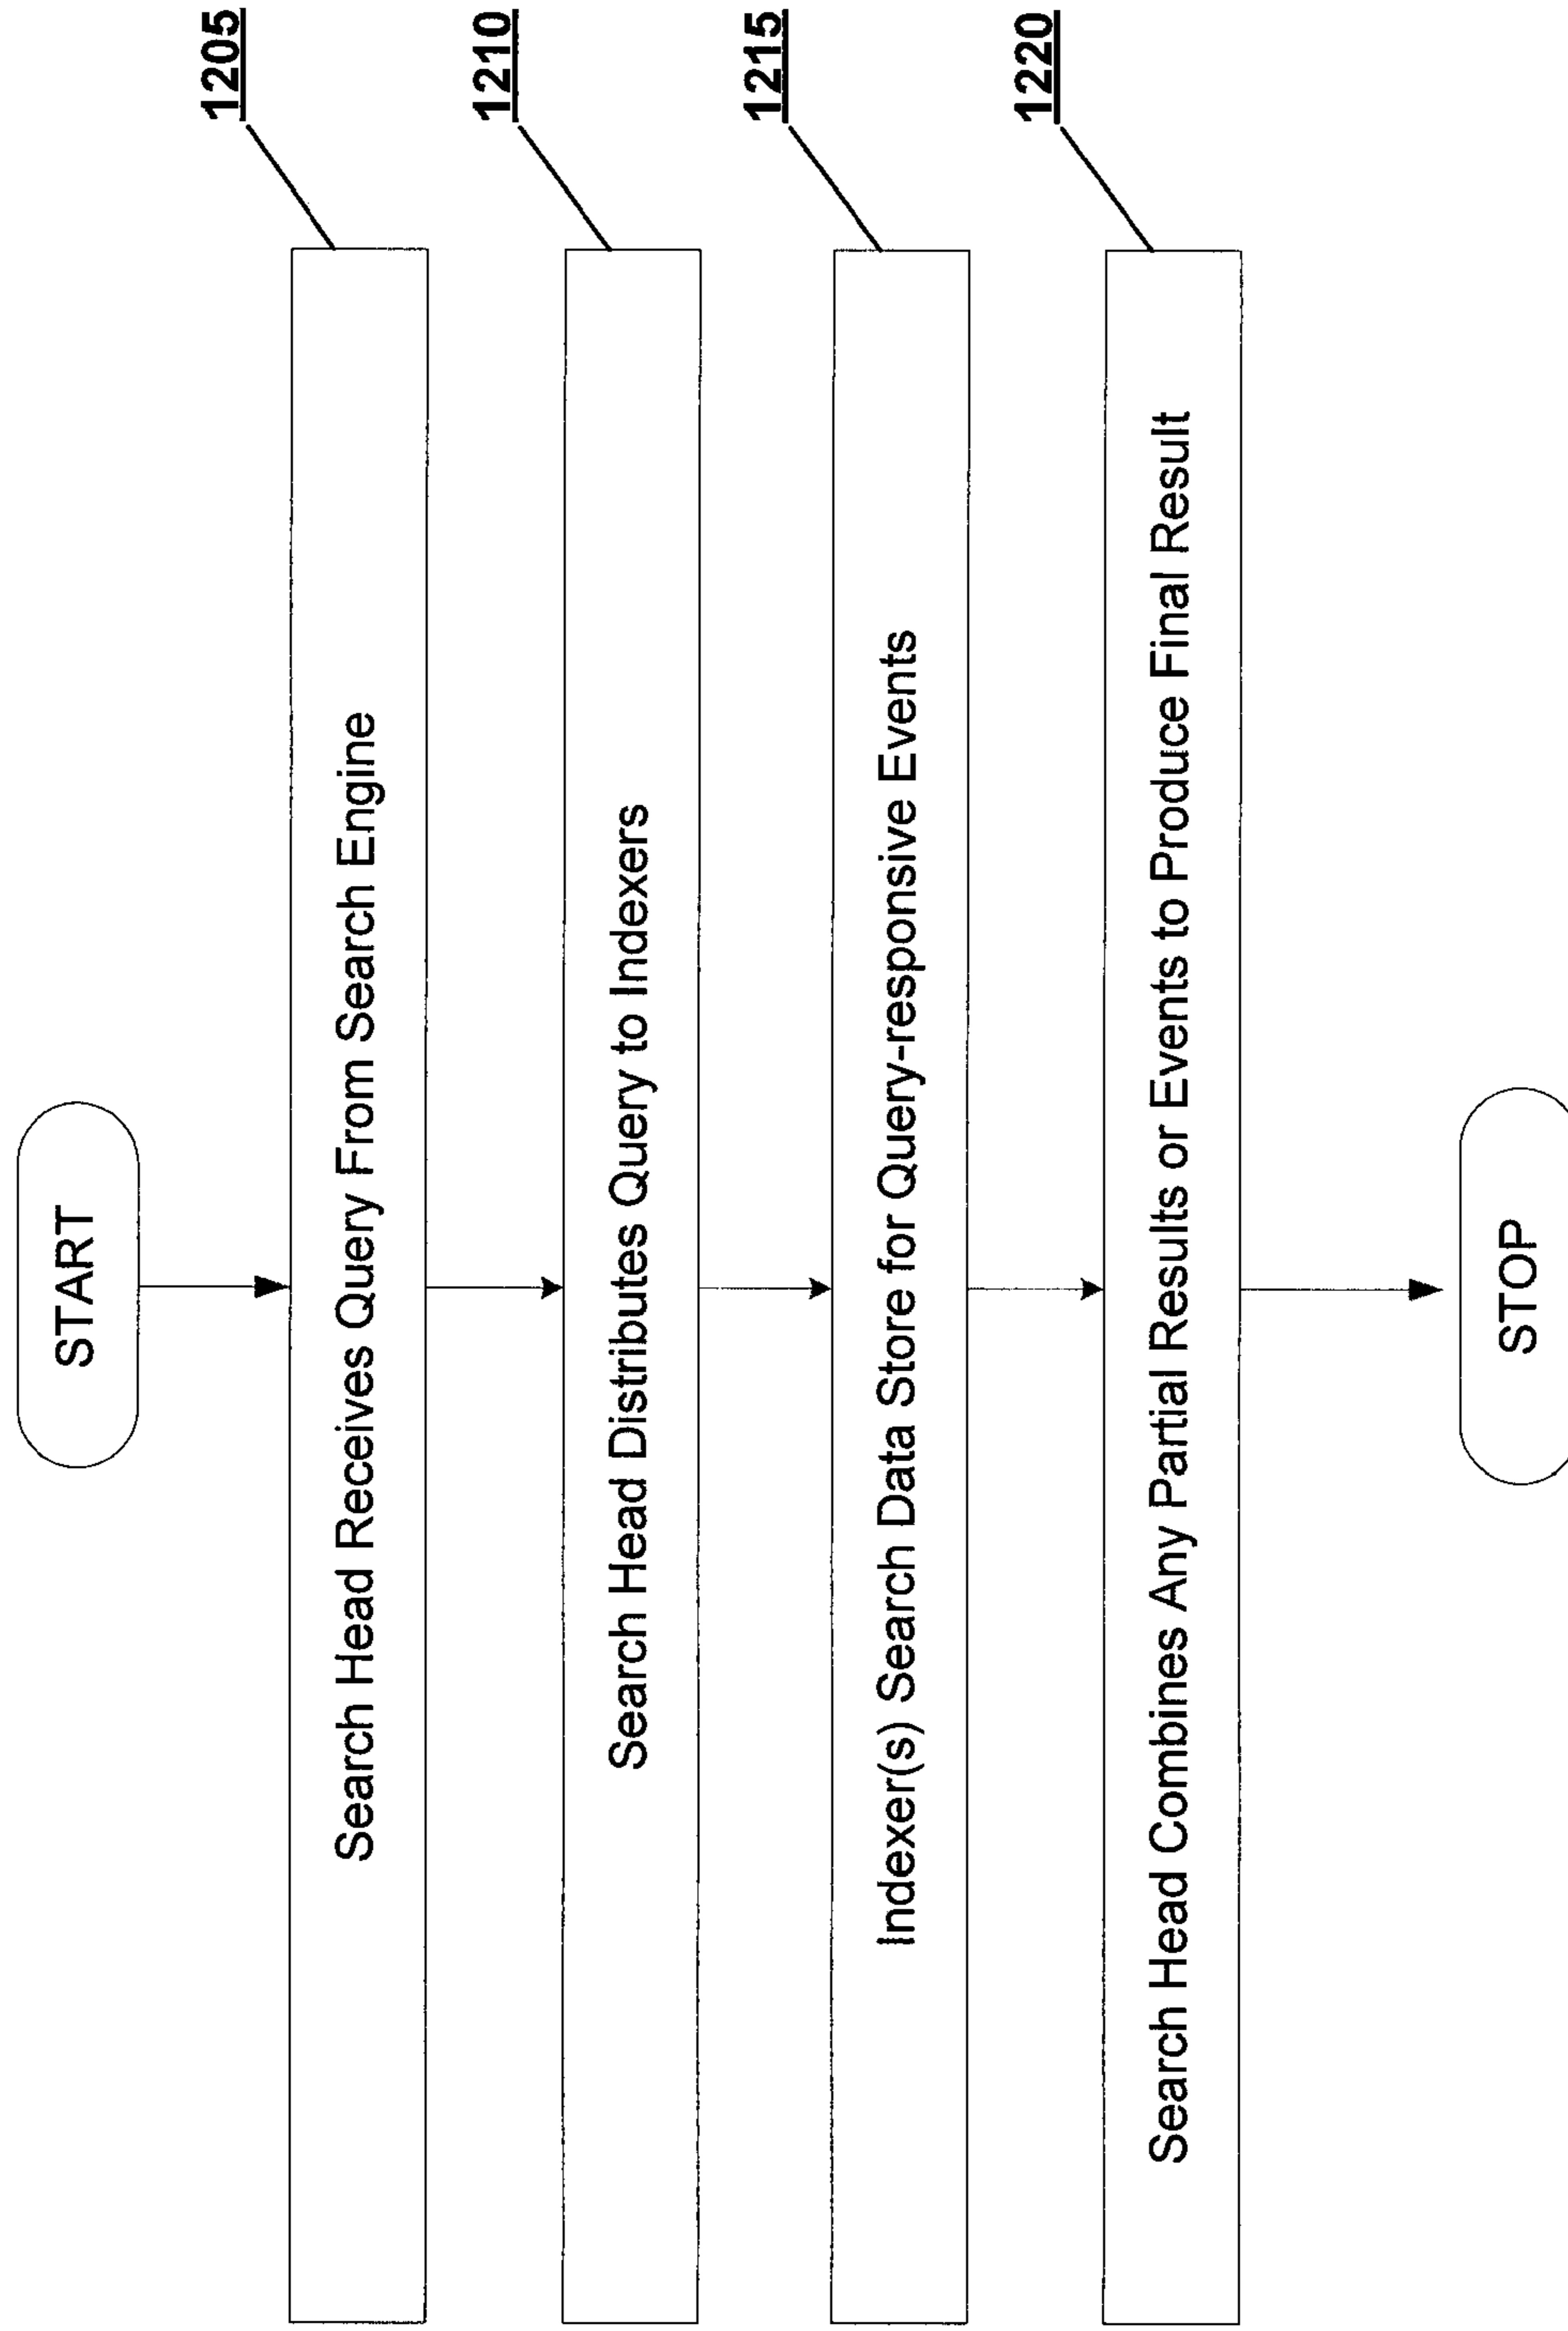 START
1205
Search Head Receives Query From Search Engine
1210
Search Head Distributes Query to Indexers
1215
Indexer(s) Search Data Store for Query-responsive Events
1220
Search Head Combines Any Partial Results or Events to Produce Final Result
STOP